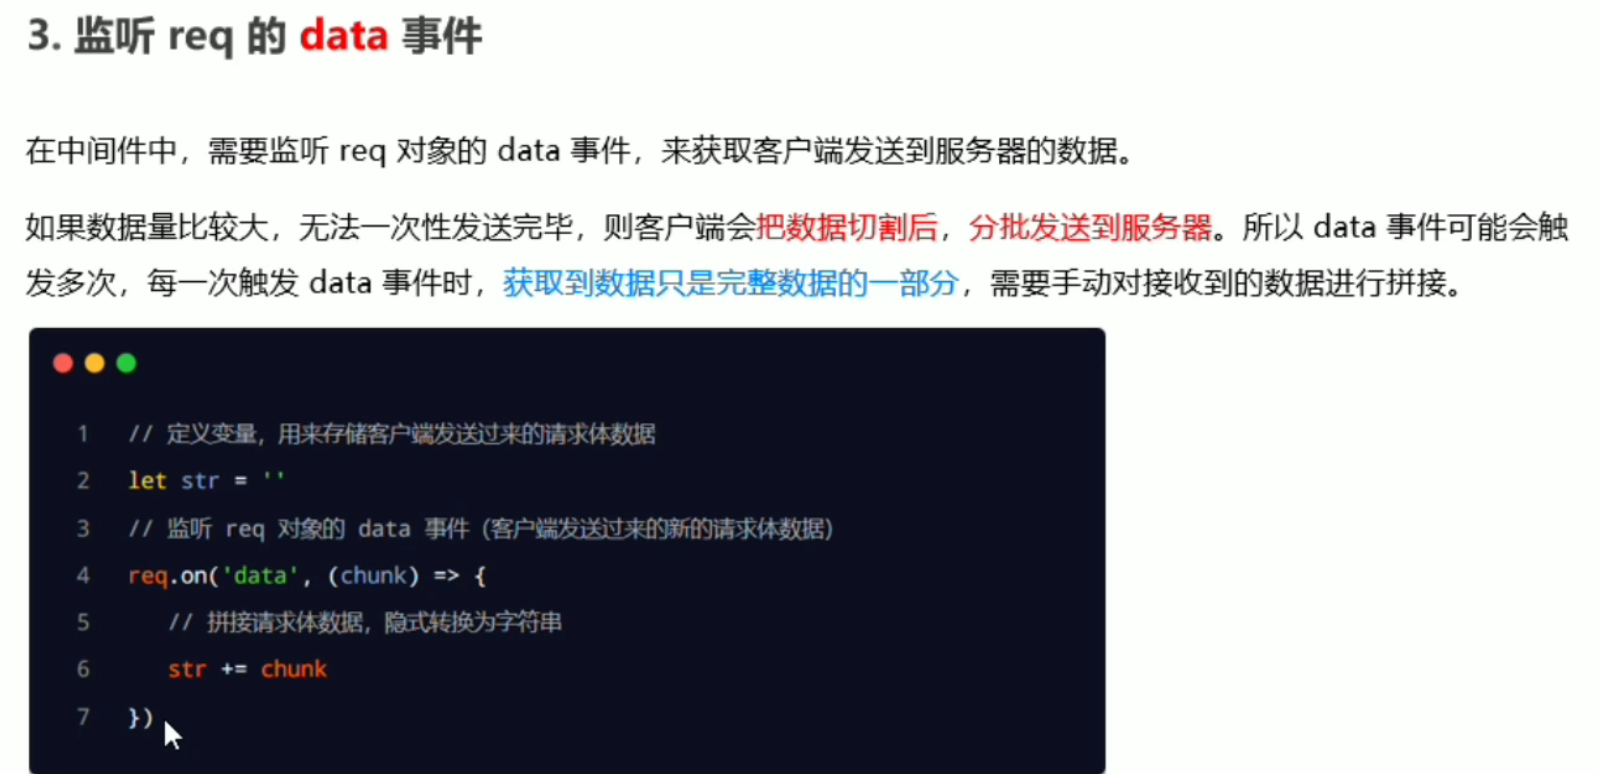 3. 监听 req 的 data 事件
在中间件中，需要监听 req 对象的 data 事件，来获取客户端发送到服务器的数据。
如果数据量比较大，无法一次性发送完毕，则客户端会把数据切割后，分批发送到服务器。所以 data 事件可能会触
发多次，每一次触发 data 事件时，获取到数据只是完整数据的一部分，需要手动对接收到的数据进行拼接。
1 // 定义变量，用来存储客户端发送过来的请求体数据
2 let str = ''
3 // 监听 req 对象的 data 事件（客户端发送过来的新的请求体数据）
4 req.on('data', (chunk) => {
5 // 拼接请求体数据，隐式转换为字符串
6 str += chunk
7 })